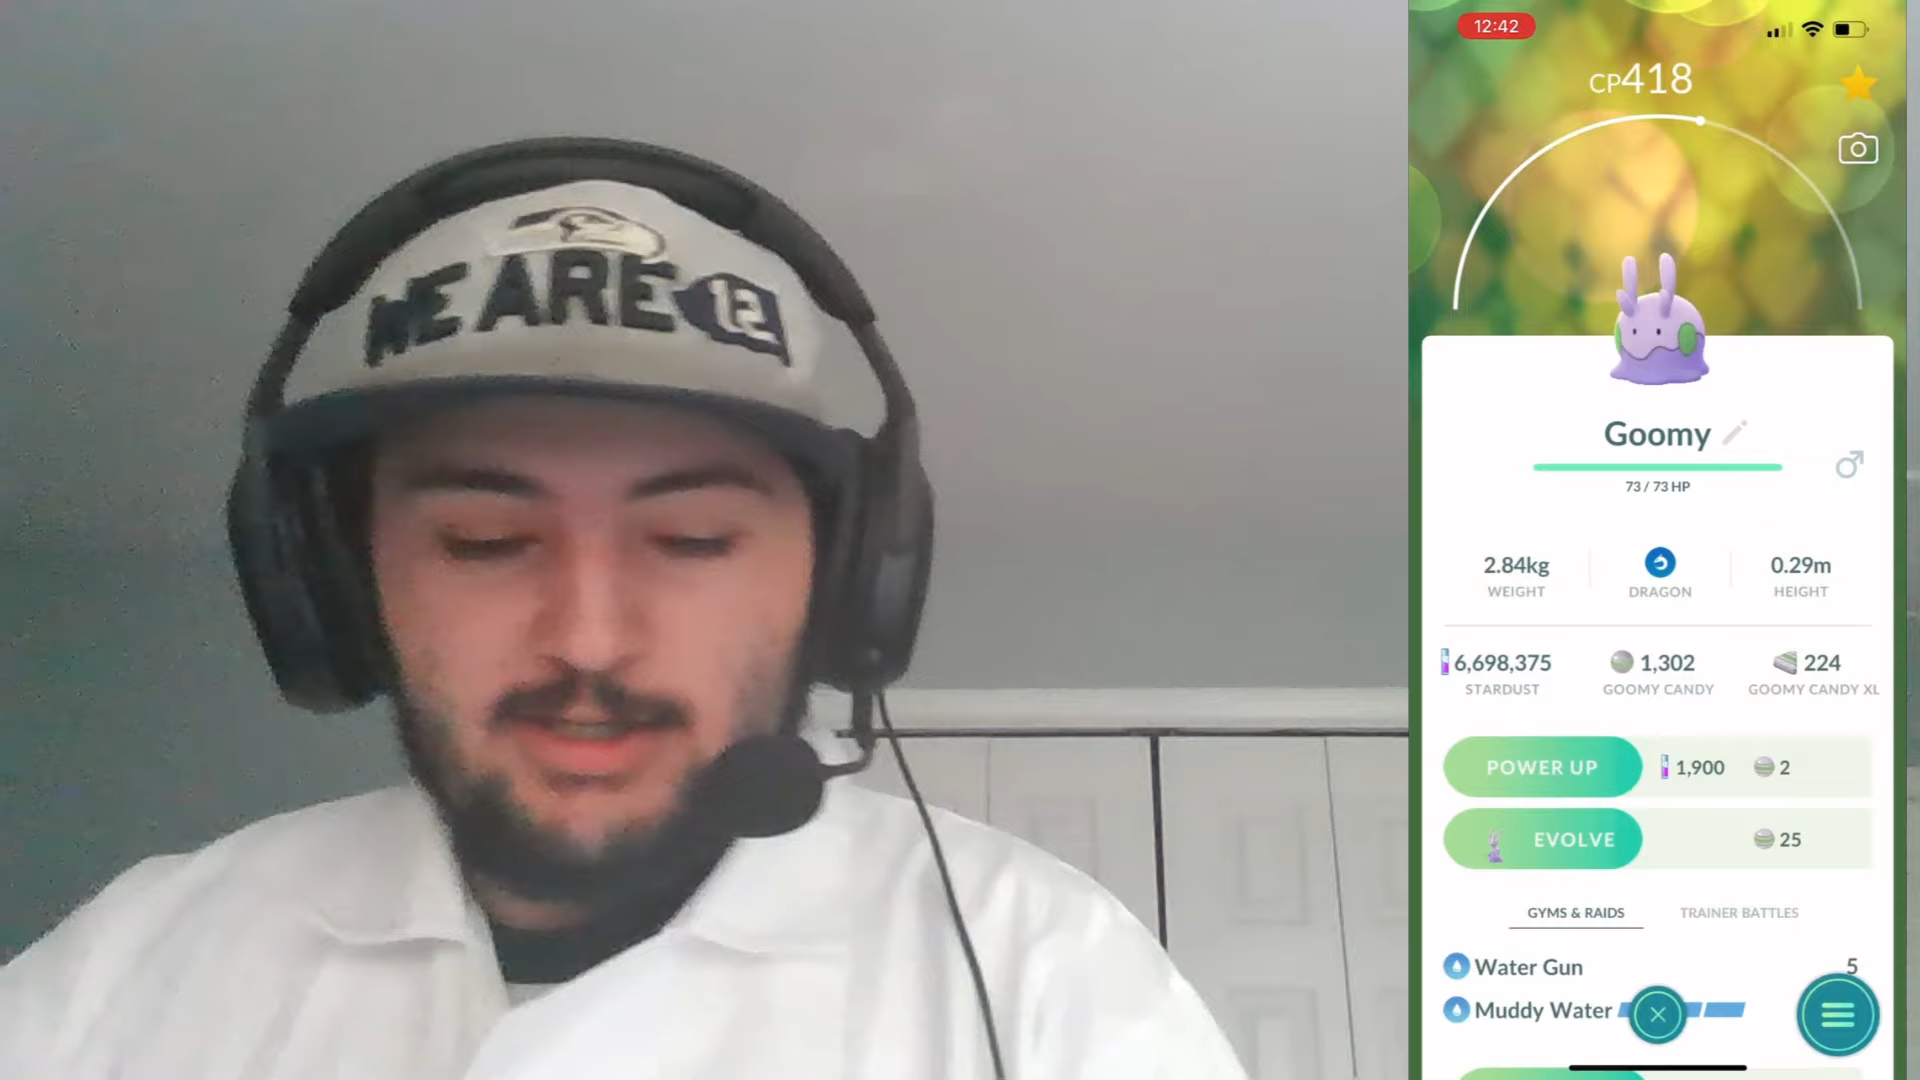 WE ARE 12
12:42
CP418
Goomy
73 / 73 HP
2.84kg
WEIGHT
DRAGON
0.29m
HEIGHT
6,698,375
STARDUST
1,302
GOOMY CANDY
224
GOOMY CANDY XL
POWER UP 1,900 2
EVOLVE 25
GYMS & RAIDS TRAINER BATTLES
Water Gun 5
Muddy Water